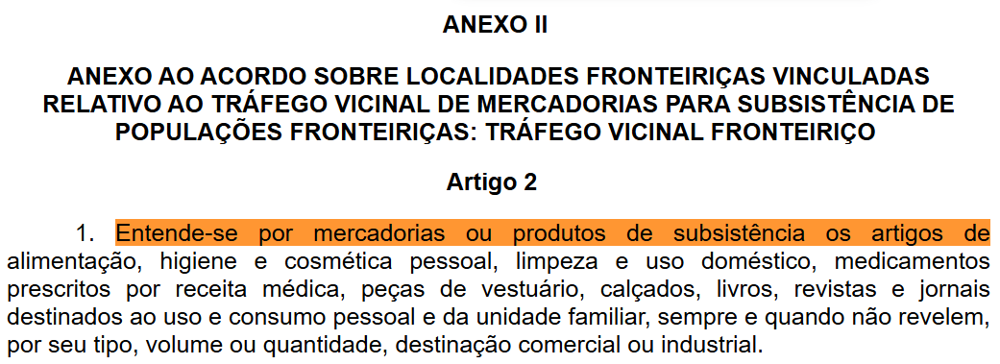 ANEXO II
ANEXO AO ACORDO SOBRE LOCALIDADES FRONTEIRIÇAS VINCULADAS
RELATIVO AO TRÁFEGO VICINAL DE MERCADORIAS PARA SUBSISTÊNCIA DE
POPULAÇÕES FRONTEIRIÇAS: TRÁFEGO VICINAL FRONTEIRIÇO
Artigo 2
1. Entende-se por mercadorias ou produtos de subsistência os artigos de
alimentação, higiene e cosmética pessoal, limpeza e uso doméstico, medicamentos
prescritos por receita médica, peças de vestuário, calçados, livros, revistas e jornais
destinados ao uso e consumo pessoal e da unidade familiar, sempre e quando não revelem,
por seu tipo, volume ou quantidade, destinação comercial ou industrial.